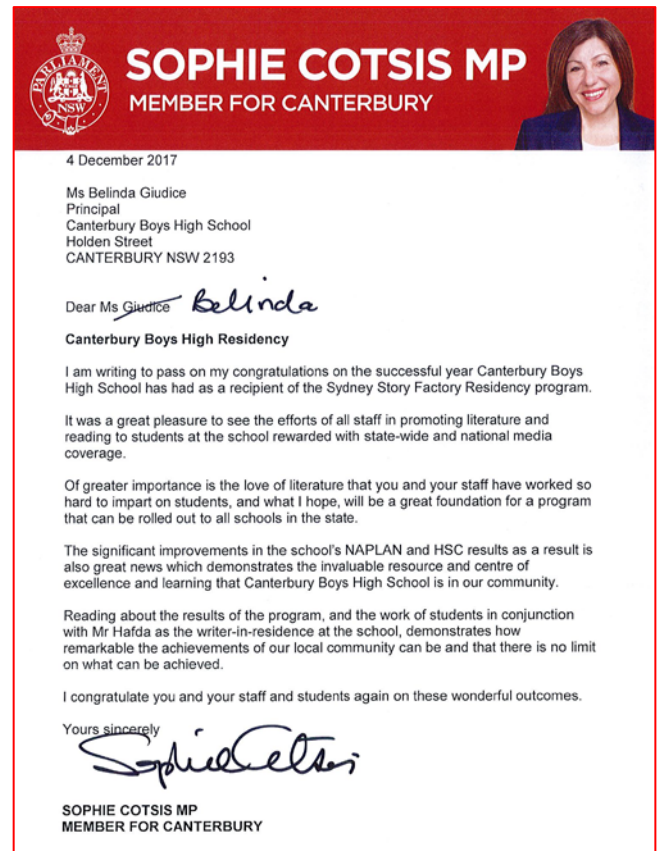 SOPHIE COTSIS MP
MEMBER FOR CANTERBURY
PARLIAMENT
NSW
4 December 2017
Ms Belinda Giudice
Principal
Canterbury Boys High School
Holden Street
CANTERBURY NSW 2193
Dear Ms Giudice Belinda
Canterbury Boys High Residency
I am writing to pass on my congratulations on the successful year Canterbury Boys
High School has had as a recipient of the Sydney Story Factory Residency program.
It was a great pleasure to see the efforts of all staff in promoting literature and
reading to students at the school rewarded with state-wide and national media
coverage.
Of greater importance is the love of literature that you and your staff have worked so
hard to impart on students, and what I hope, will be a great foundation for a program
that can be rolled out to all schools in the state.
The significant improvements in the school's NAPLAN and HSC results as a result is
also great news which demonstrates the invaluable resource and centre of
excellence and learning that Canterbury Boys High School is in our community.
Reading about the results of the program, and the work of students in conjunction
with Mr Hafda as the writer-in-residence at the school, demonstrates how
remarkable the achievements of our local community can be and that there is no limit
on what can be achieved.
I congratulate you and your staff and students again on these wonderful outcomes.
Yours sincerely
Sophie Cotsis
SOPHIE COTSIS MP
MEMBER FOR CANTERBURY